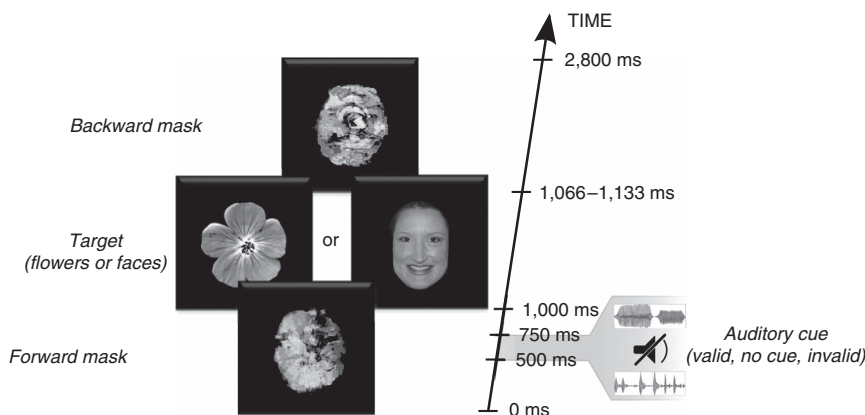 TIME
2,800 ms
Backward mask
1,066–1,133 ms
Target
(flowers or faces)
or
1,000 ms
750 ms
500 ms
Auditory cue
(valid, no cue, invalid)
Forward mask
0 ms